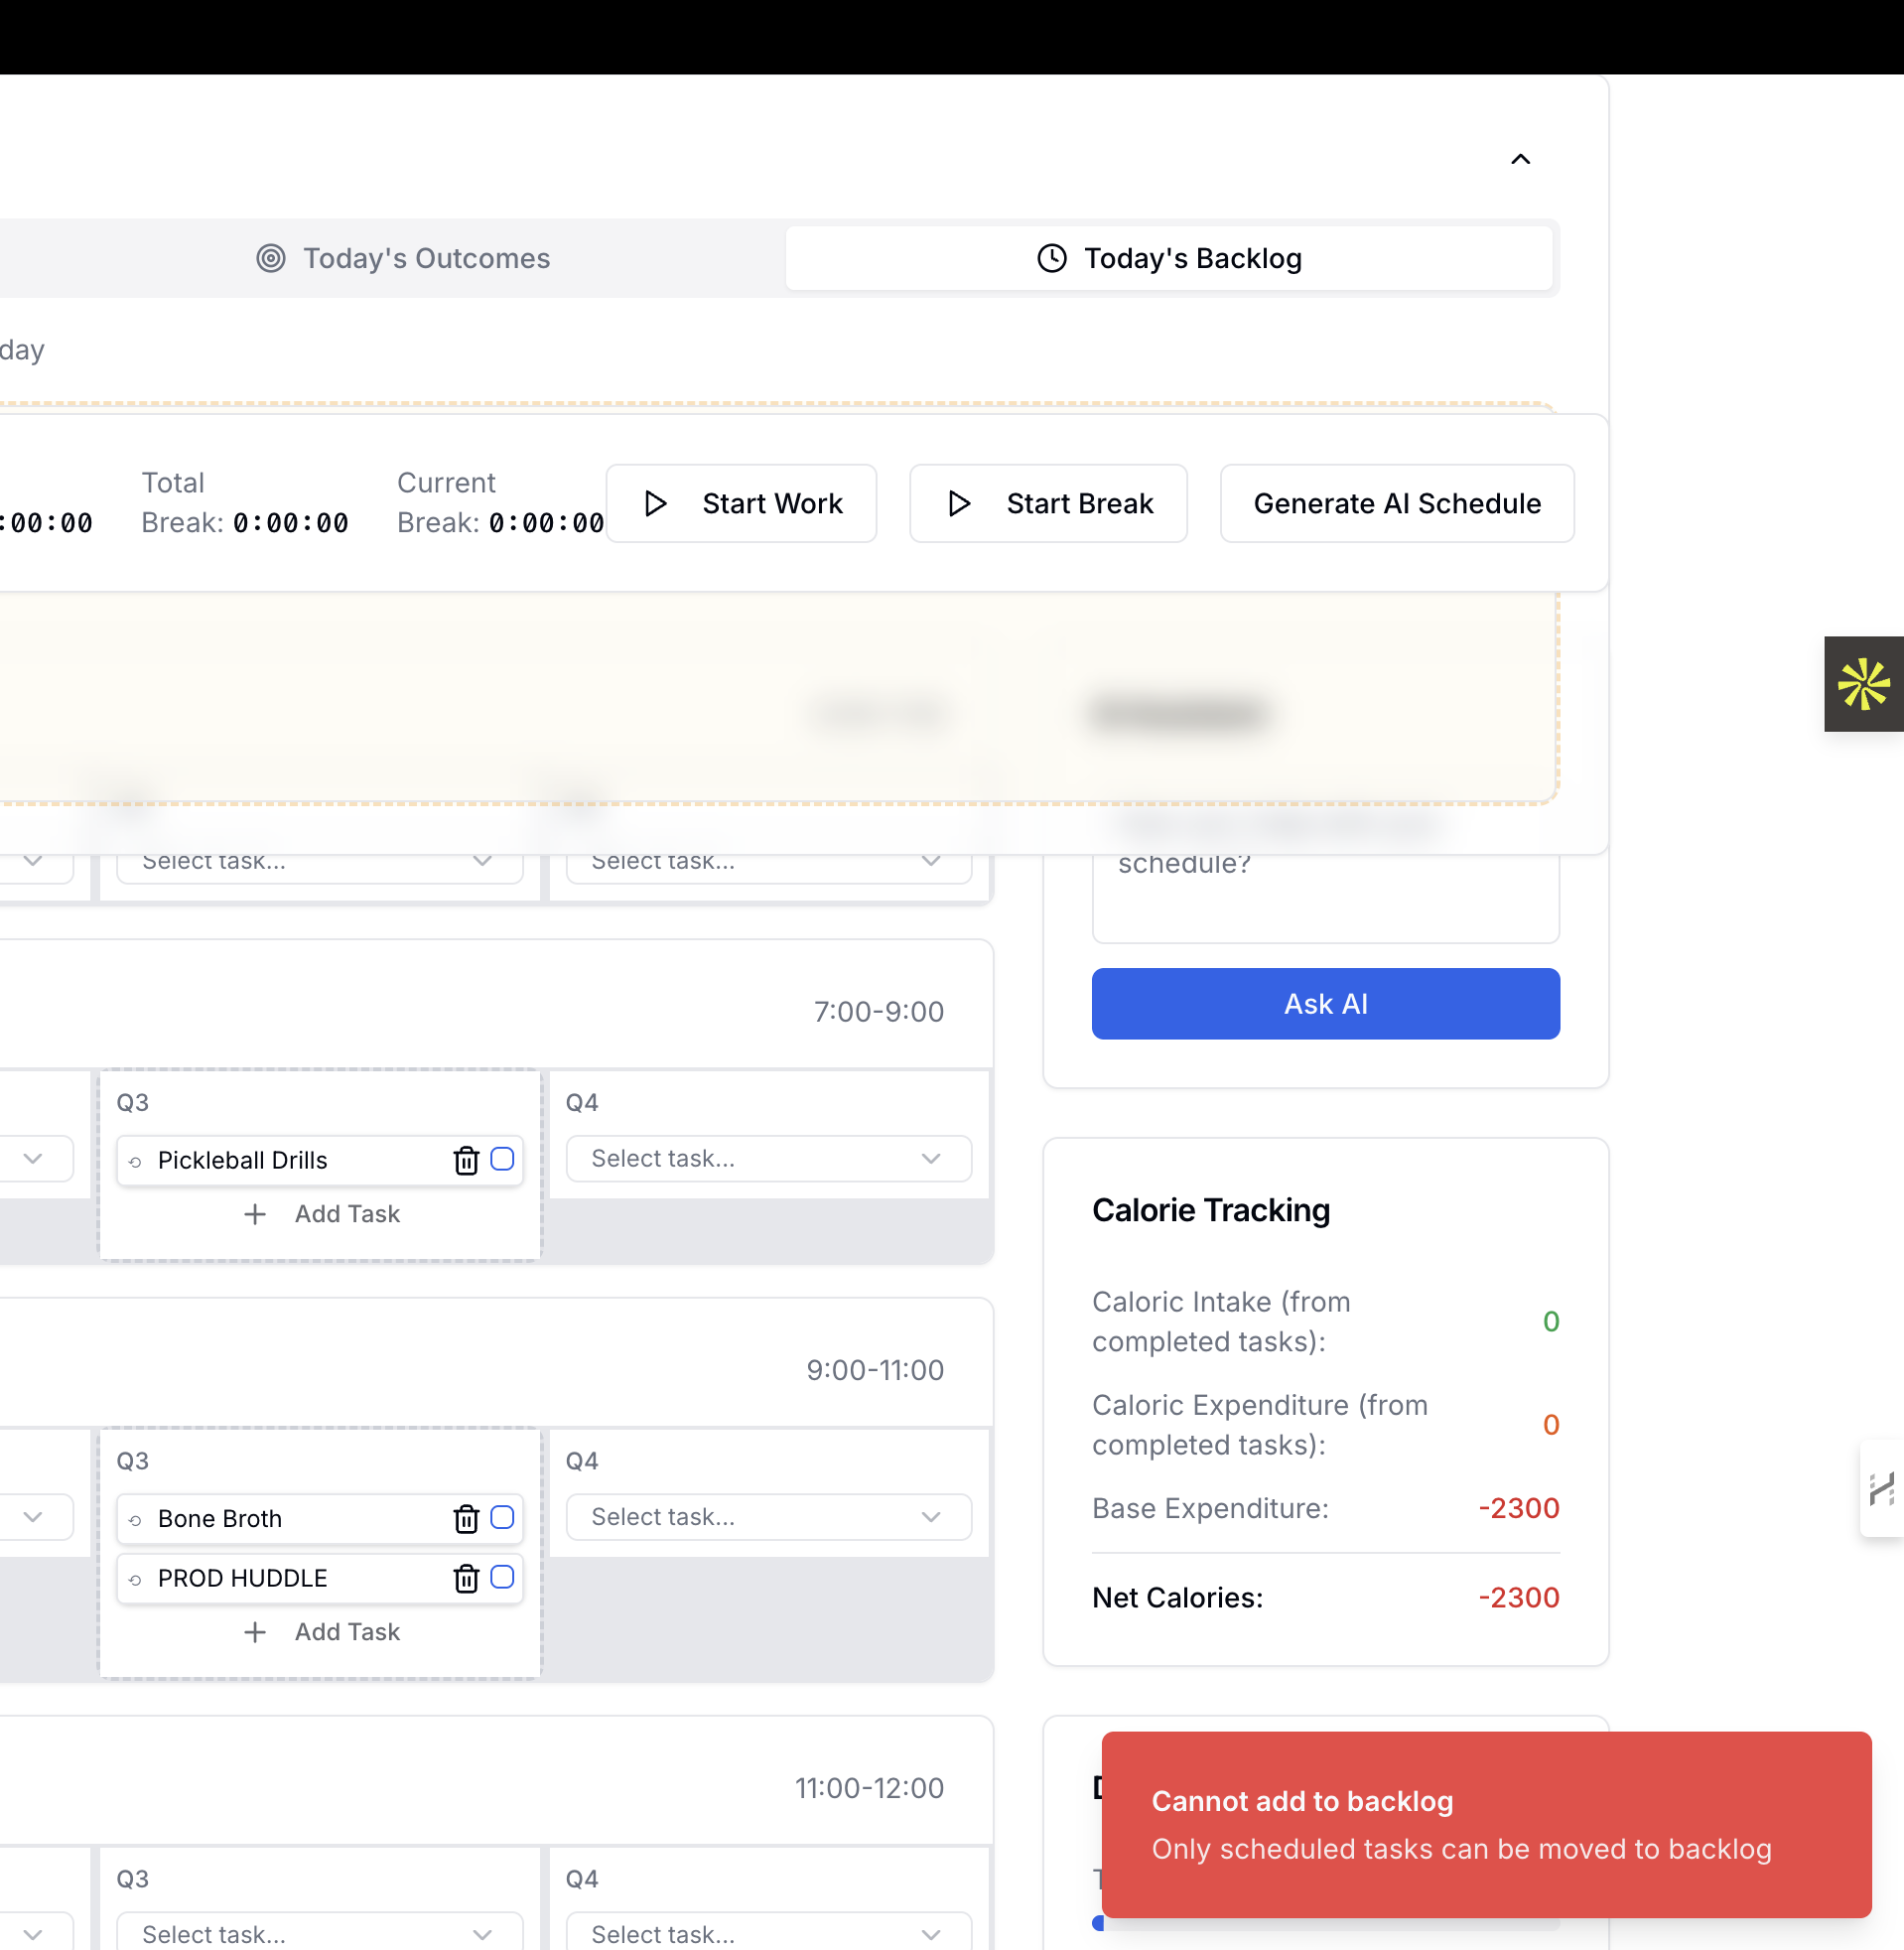 Today's Outcomes
Today's Backlog
day
:00:00
Total
Break: 0:00:00
Current
Break: 0:00:00
Start Work
Start Break
Generate AI Schedule
Select task...
Select task...
schedule?
Ask AI
7:00-9:00
Q3
Pickleball Drills
Add Task
Q4
Select task...
9:00-11:00
Q3
Bone Broth
PROD HUDDLE
Add Task
Q4
Select task...
11:00-12:00
Q3
Select task...
Q4
Select task...
Calorie Tracking
Caloric Intake (from
completed tasks):
0
Caloric Expenditure (from
completed tasks):
0
Base Expenditure:
-2300
Net Calories:
-2300
Cannot add to backlog
Only scheduled tasks can be moved to backlog